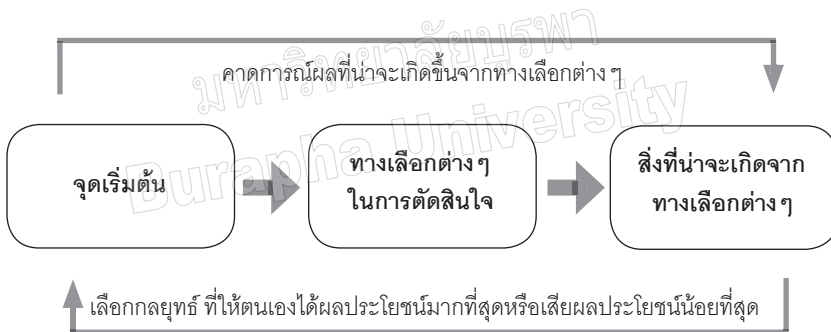 มหาวิทยาลัยบูรพา
Burapha University
คาดการณ์ผลที่น่าจะเกิดขึ้นจากทางเลือกต่างๆ
จุดเริ่มต้น
ทางเลือกต่างๆ
ในการตัดสินใจ
สิ่งที่น่าจะเกิดจาก
ทางเลือกต่างๆ
เลือกกลยุทธ์ ที่ให้ตนเองได้ผลประโยชน์มากที่สุดหรือเสียผลประโยชน์น้อยที่สุด